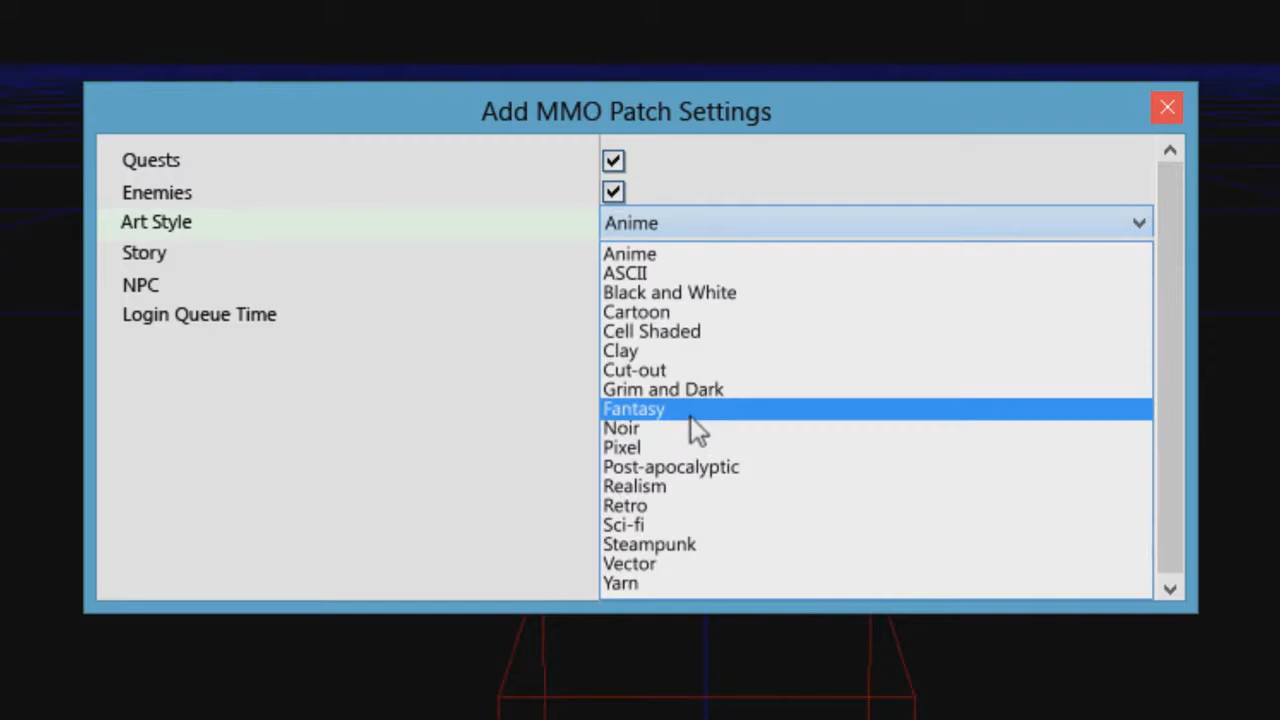 Add MMO Patch Settings
Quests
Enemies
Art Style Anime
Story
NPC
Login Queue Time
Anime
ASCII
Black and White
Cartoon
Cell Shaded
Clay
Cut-out
Grim and Dark
Fantasy
Noir
Pixel
Post-apocalyptic
Realism
Retro
Sci-fi
Steampunk
Vector
Yarn